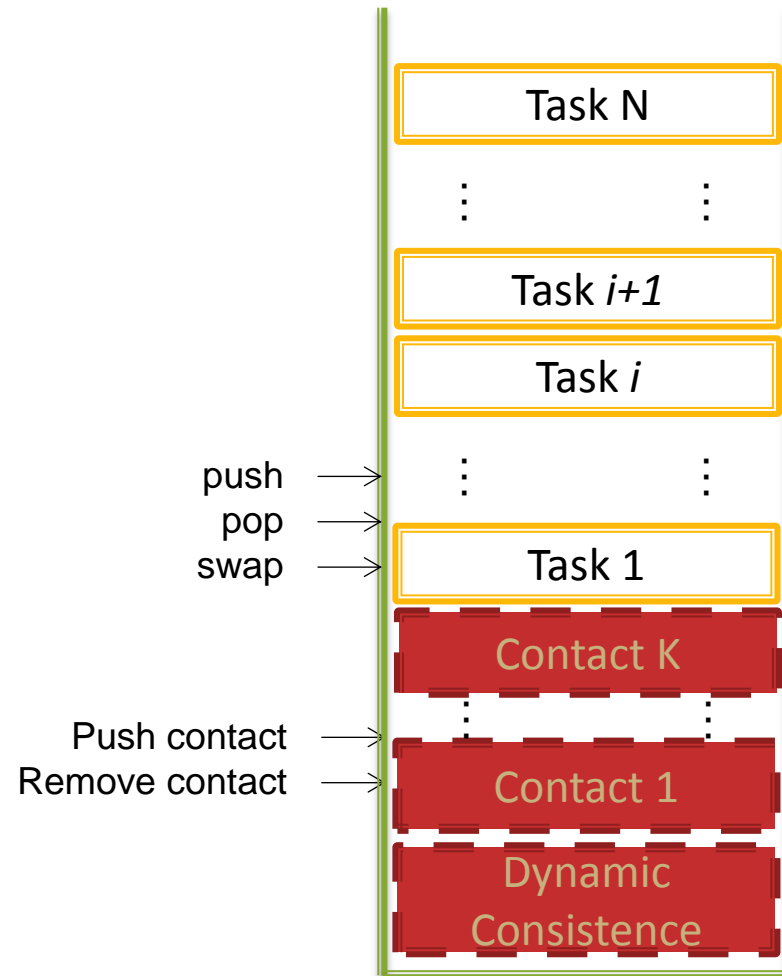 Task N
⋮ ⋮
Task i+1
Task i
push
⋮ ⋮
pop
swap
Task 1
Contact K
⋮ ⋮
Push contact
Remove contact
Contact 1
Dynamic
Consistence